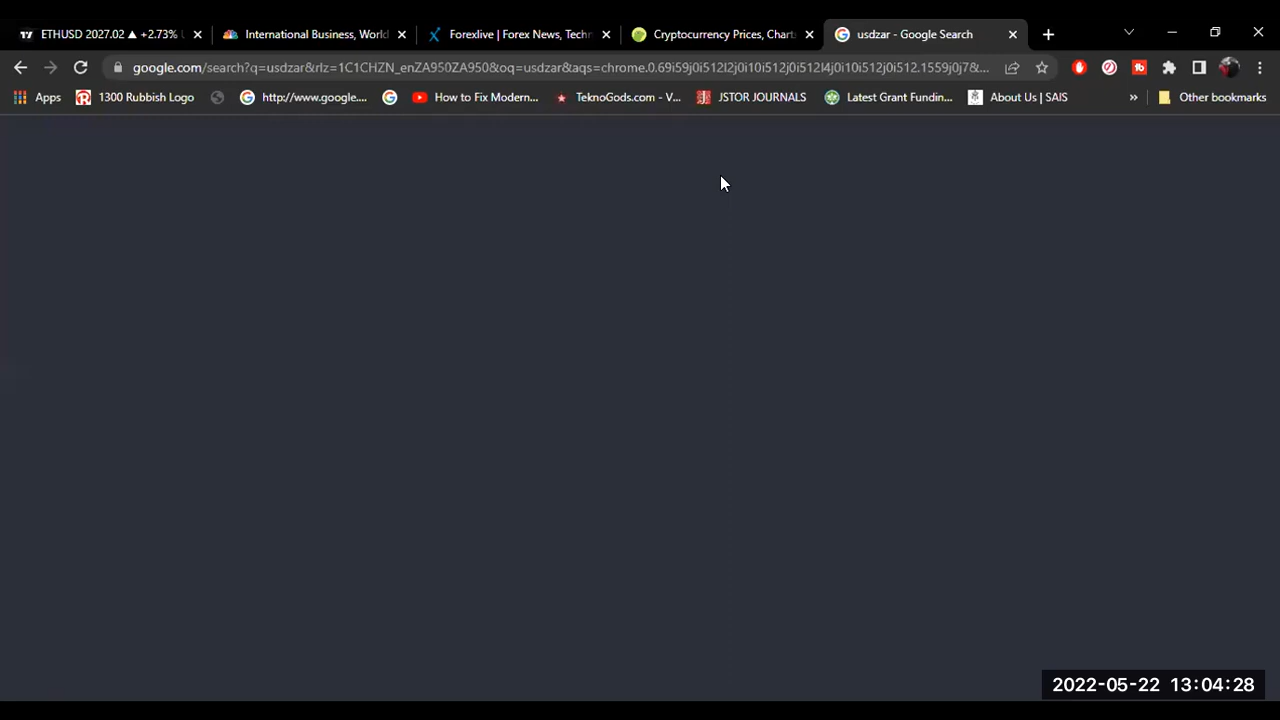 ETHUSD 2027.02 ▲ +2.73% U
International Business, World
Forexlive | Forex News, Techn
Cryptocurrency Prices, Charts
usdzar - Google Search
google.com/search?q=usdzar&rlz=1C1CHZN_enZA950ZA950&oq=usdzar&aqs=chrome.0.69i59j0i512l2j0i10i512j0i512l4j0i10i512j0i512.1559j0j7&...
Apps
1300 Rubbish Logo
http://www.google....
How to Fix Modern...
TeknoGods.com - V...
JSTOR JOURNALS
Latest Grant Fundin...
About Us | SAIS
»
Other bookmarks
2022-05-22 13:04:28